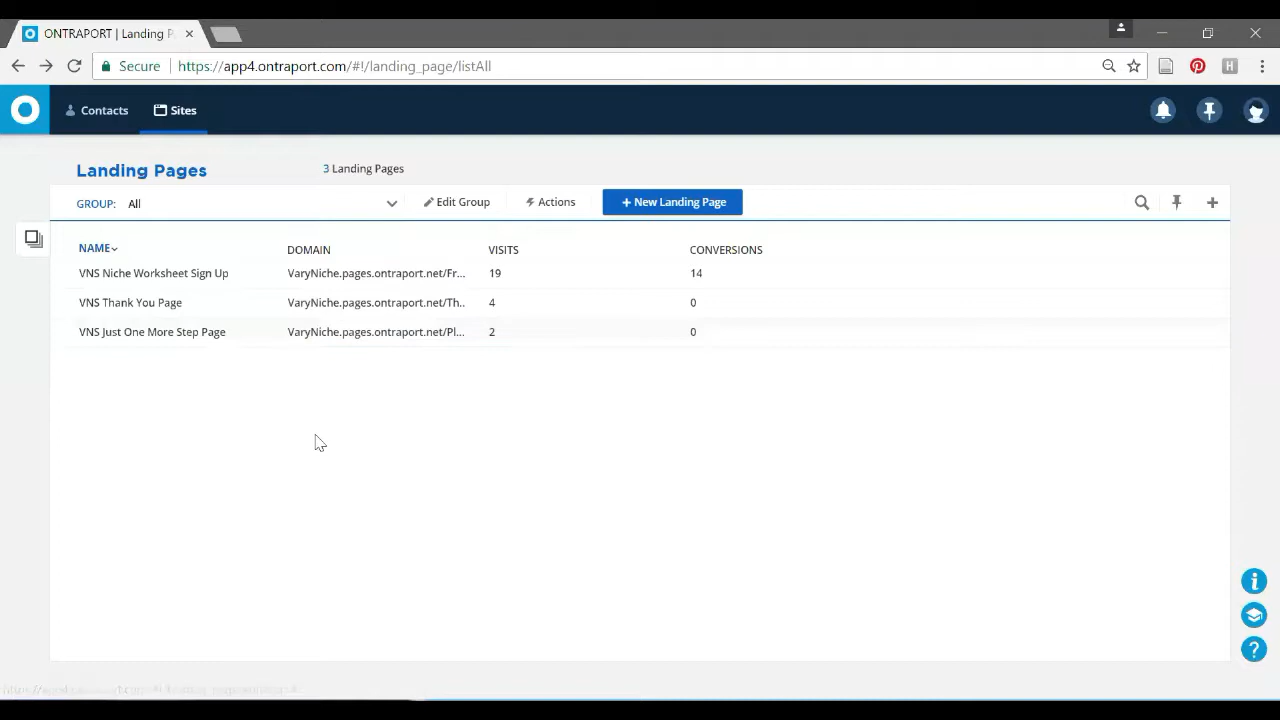 ONTRAPORT | Landing P
Secure https://app4.ontraport.com/#!/landing_page/listAll
H
Contacts Sites
Landing Pages 3 Landing Pages
GROUP: All Edit Group Actions + New Landing Page
NAME DOMAIN VISITS CONVERSIONS
VNS Niche Worksheet Sign Up VaryNiche.pages.ontraport.net/Fr... 19 14
VNS Thank You Page VaryNiche.pages.ontraport.net/Th.. 4 0
VNS Just One More Step Page VaryNiche.pages.ontraport.net/Pl... 2 0